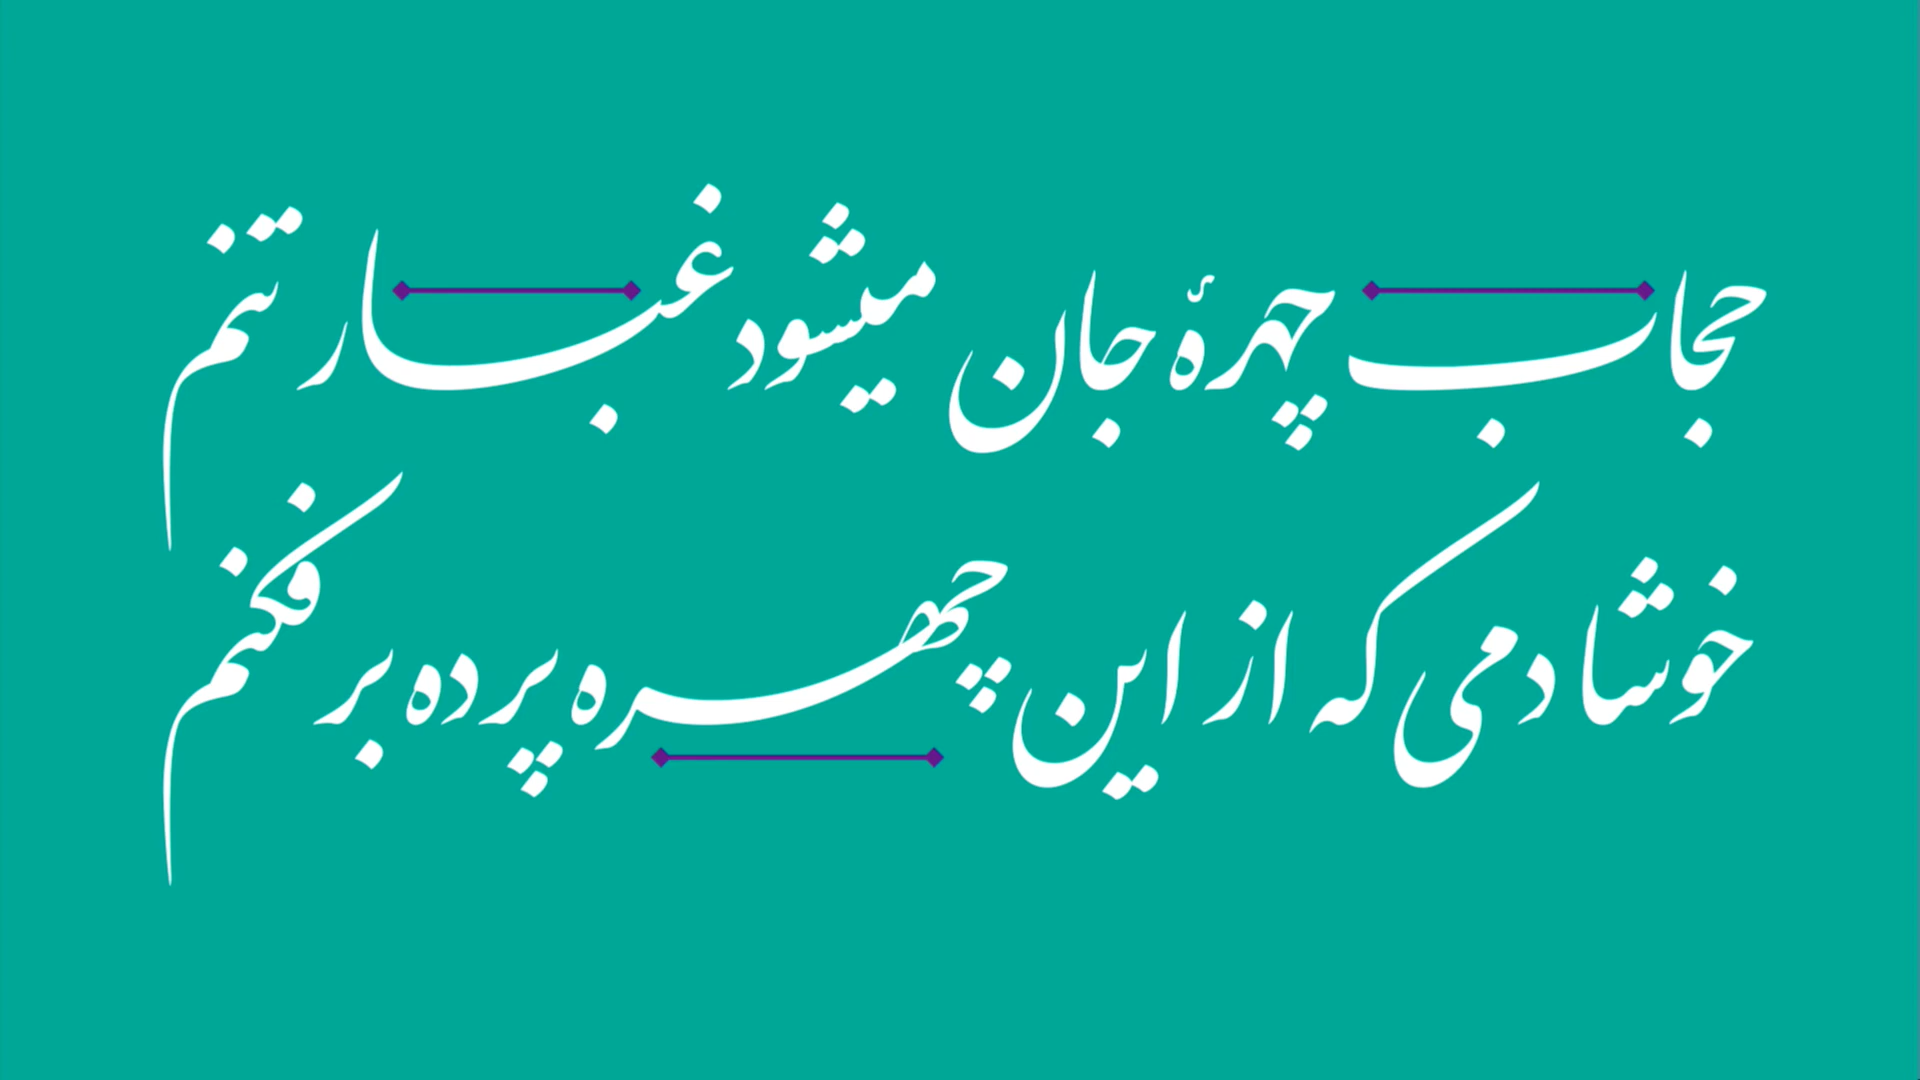 حجاب چهرهٔ جان میشود غبار تنم
خوشا دمی که از این چهره پرده بر فکنم